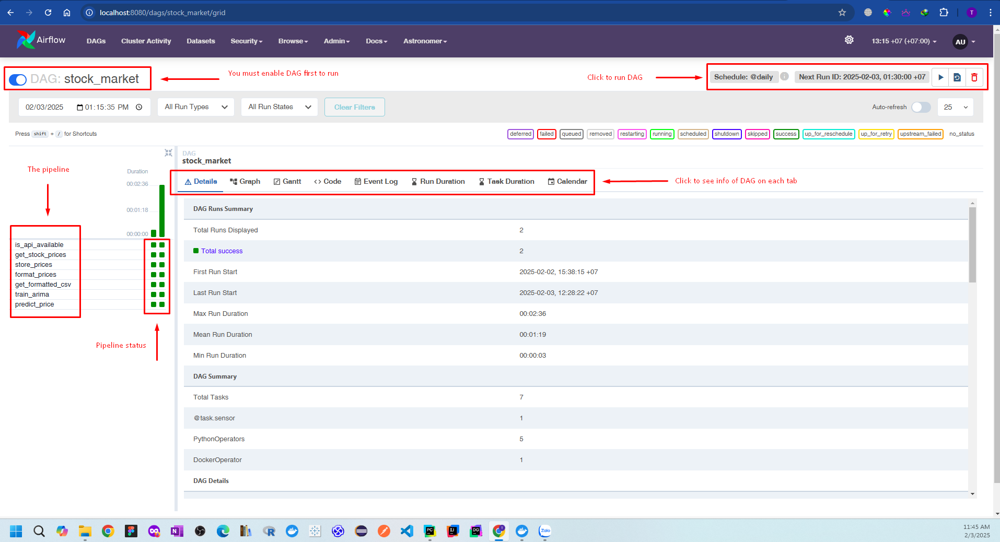 localhost:8080/dags/stock_market/grid
T
Airflow
DAGs
Cluster Activity
Datasets
Security
Browse
Admin
Docs
Astronomer
13:15 +07 (+07:00)
AU
DAG: stock_market
You must enable DAG first to run
Click to run DAG
Schedule: @daily
i
Next Run ID: 2025-02-03, 01:30:00 +07
02/03/2025 01:15:35 PM
All Run Types
All Run States
Clear Filters
Auto-refresh
25
Press shift + / for Shortcuts
deferred
failed
queued
removed
restarting
running
scheduled
shutdown
skipped
success
up_for_reschedule
up_for_retry
upstream_failed
no_status
DAG
stock_market
The pipeline
Duration
00:02:36
00:01:18
00:00:00
Details
Graph
Gantt
Code
Event Log
Run Duration
Task Duration
Calendar
Click to see info of DAG on each tab
is_api_available
get_stock_prices
store_prices
format_prices
get_formatted_csv
train_arima
predict_price
Pipeline status
DAG Runs Summary
Total Runs Displayed 2
Total success 2
First Run Start 2025-02-02, 15:38:15 +07
Last Run Start 2025-02-03, 12:28:22 +07
Max Run Duration 00:02:36
Mean Run Duration 00:01:19
Min Run Duration 00:00:03
DAG Summary
Total Tasks 7
@task.sensor 1
PythonOperators 5
DockerOperator 1
DAG Details
R
PC
IJ
DG
T
Zalo
11:45 AM
2/3/2025